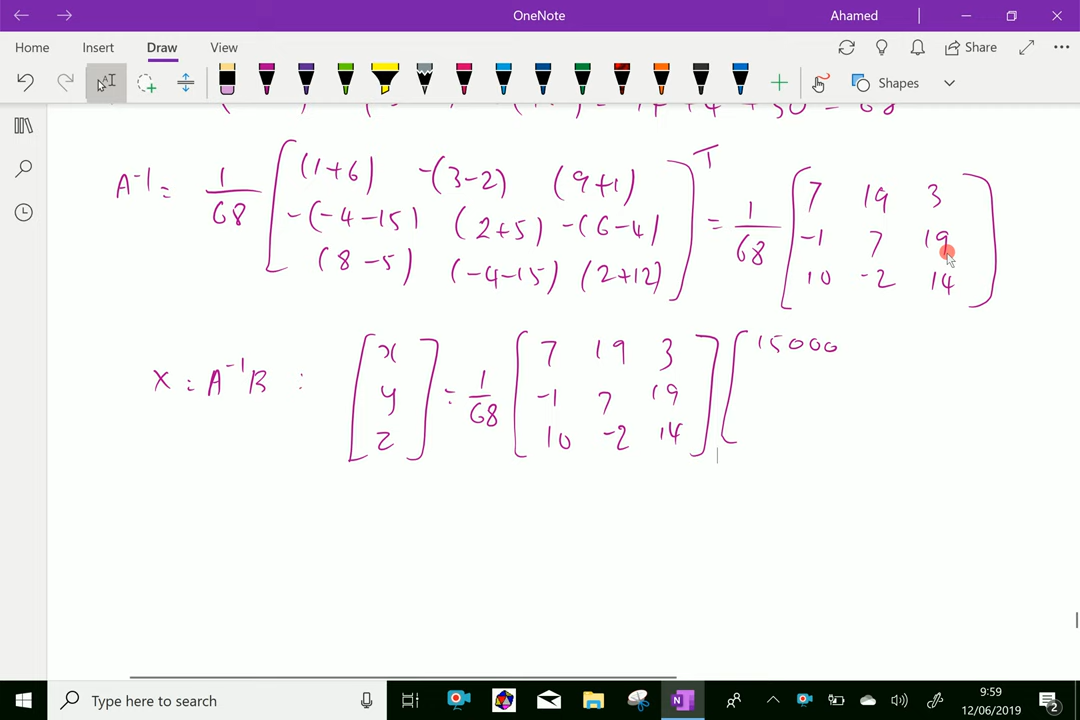 OneNote Ahamed
Home Insert Draw View Share
Shapes
A⁻¹ = 1/68 [ (1+6) -(3-2) (9+1) ]ᵀ = 1/68 [ 7 19 3 ]
[ -(-4-15) (2+5) -(6-4) ] [ -1 7 19 ]
[ (8-5) (-4-15) (2+12) ] [ 10 -2 14 ]
X = A⁻¹B : [ x ] = 1/68 [ 7 19 3 ] [ 15000
[ y ] [ -1 7 19 ]
[ z ] [ 10 -2 14 ]
Type here to search
9:59
12/06/2019
2